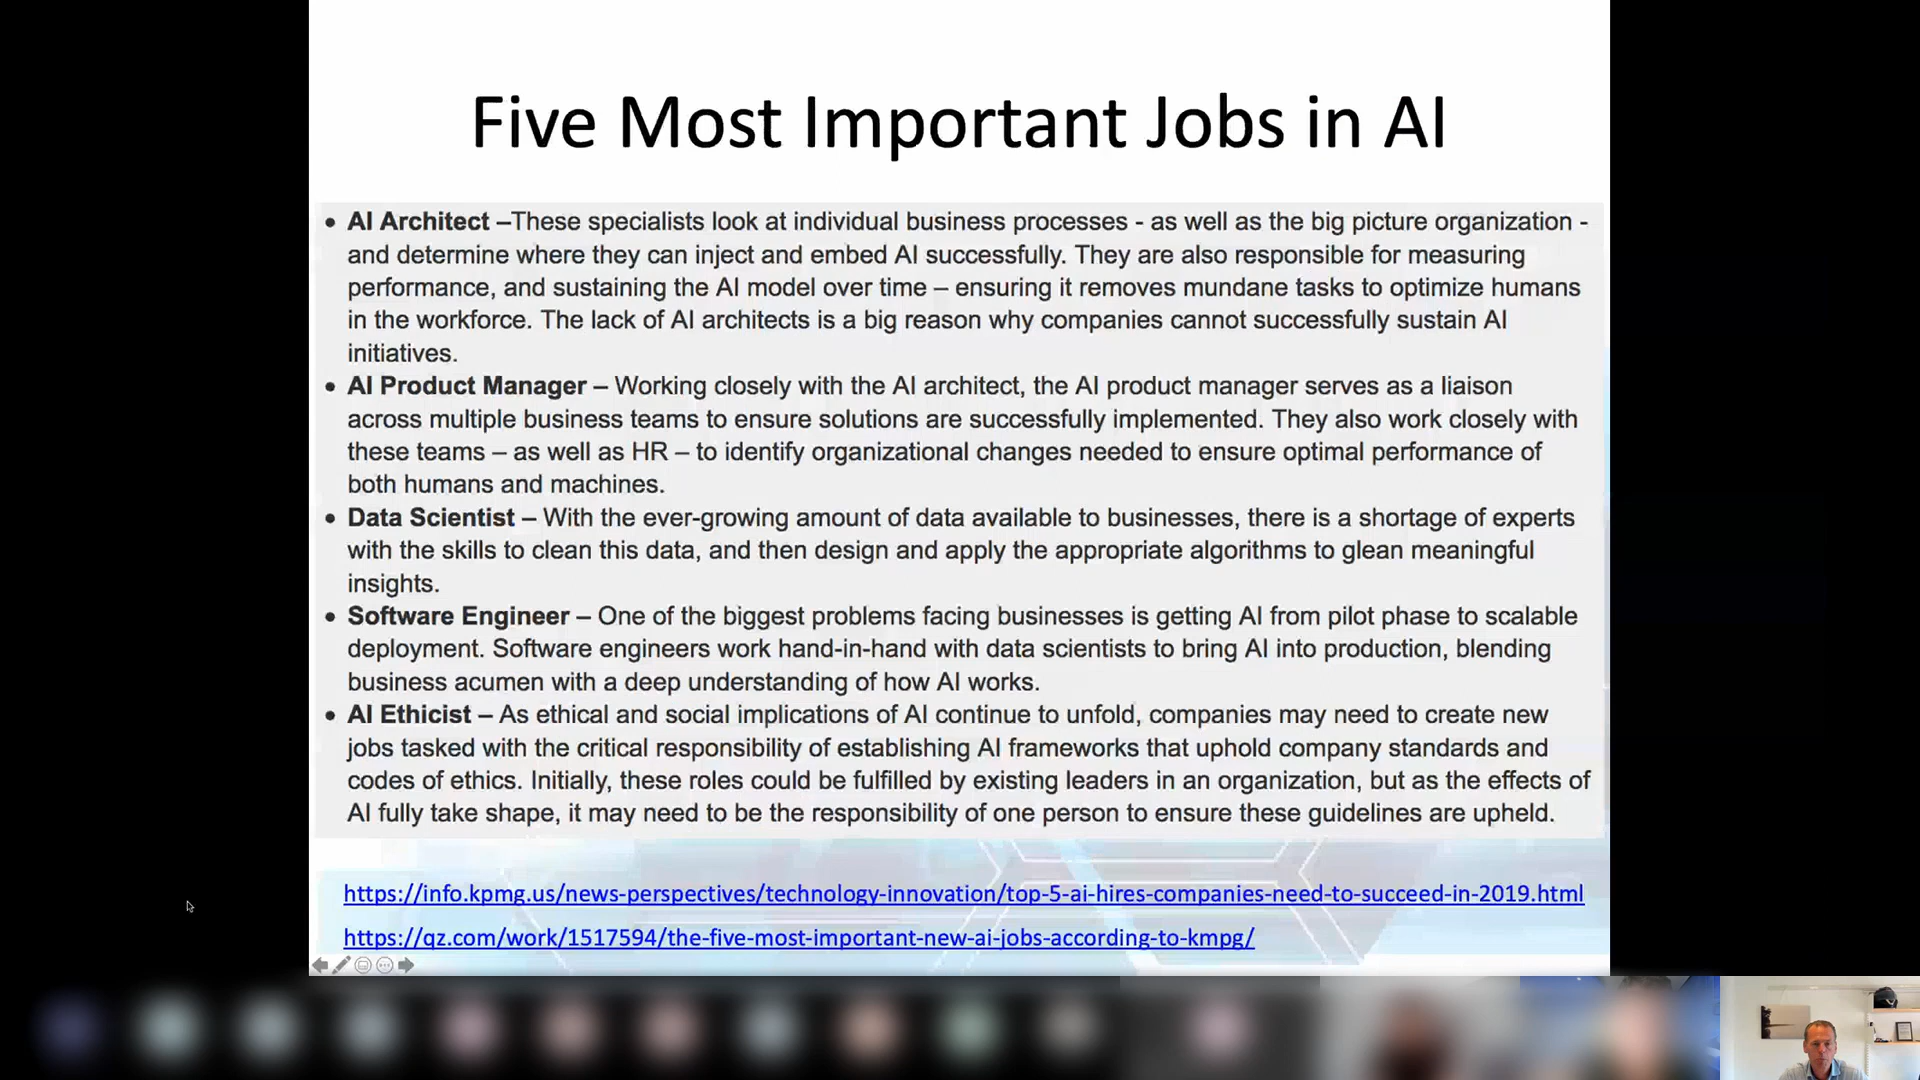 Five Most Important Jobs in AI
• AI Architect –These specialists look at individual business processes - as well as the big picture organization -
and determine where they can inject and embed AI successfully. They are also responsible for measuring
performance, and sustaining the AI model over time – ensuring it removes mundane tasks to optimize humans
in the workforce. The lack of AI architects is a big reason why companies cannot successfully sustain AI
initiatives.
• AI Product Manager – Working closely with the AI architect, the AI product manager serves as a liaison
across multiple business teams to ensure solutions are successfully implemented. They also work closely with
these teams – as well as HR – to identify organizational changes needed to ensure optimal performance of
both humans and machines.
• Data Scientist – With the ever-growing amount of data available to businesses, there is a shortage of experts
with the skills to clean this data, and then design and apply the appropriate algorithms to glean meaningful
insights.
• Software Engineer – One of the biggest problems facing businesses is getting AI from pilot phase to scalable
deployment. Software engineers work hand-in-hand with data scientists to bring AI into production, blending
business acumen with a deep understanding of how AI works.
• AI Ethicist – As ethical and social implications of AI continue to unfold, companies may need to create new
jobs tasked with the critical responsibility of establishing AI frameworks that uphold company standards and
codes of ethics. Initially, these roles could be fulfilled by existing leaders in an organization, but as the effects of
AI fully take shape, it may need to be the responsibility of one person to ensure these guidelines are upheld.
https://info.kpmg.us/news-perspectives/technology-innovation/top-5-ai-hires-companies-need-to-succeed-in-2019.html
https://qz.com/work/1517594/the-five-most-important-new-ai-jobs-according-to-kmpg/